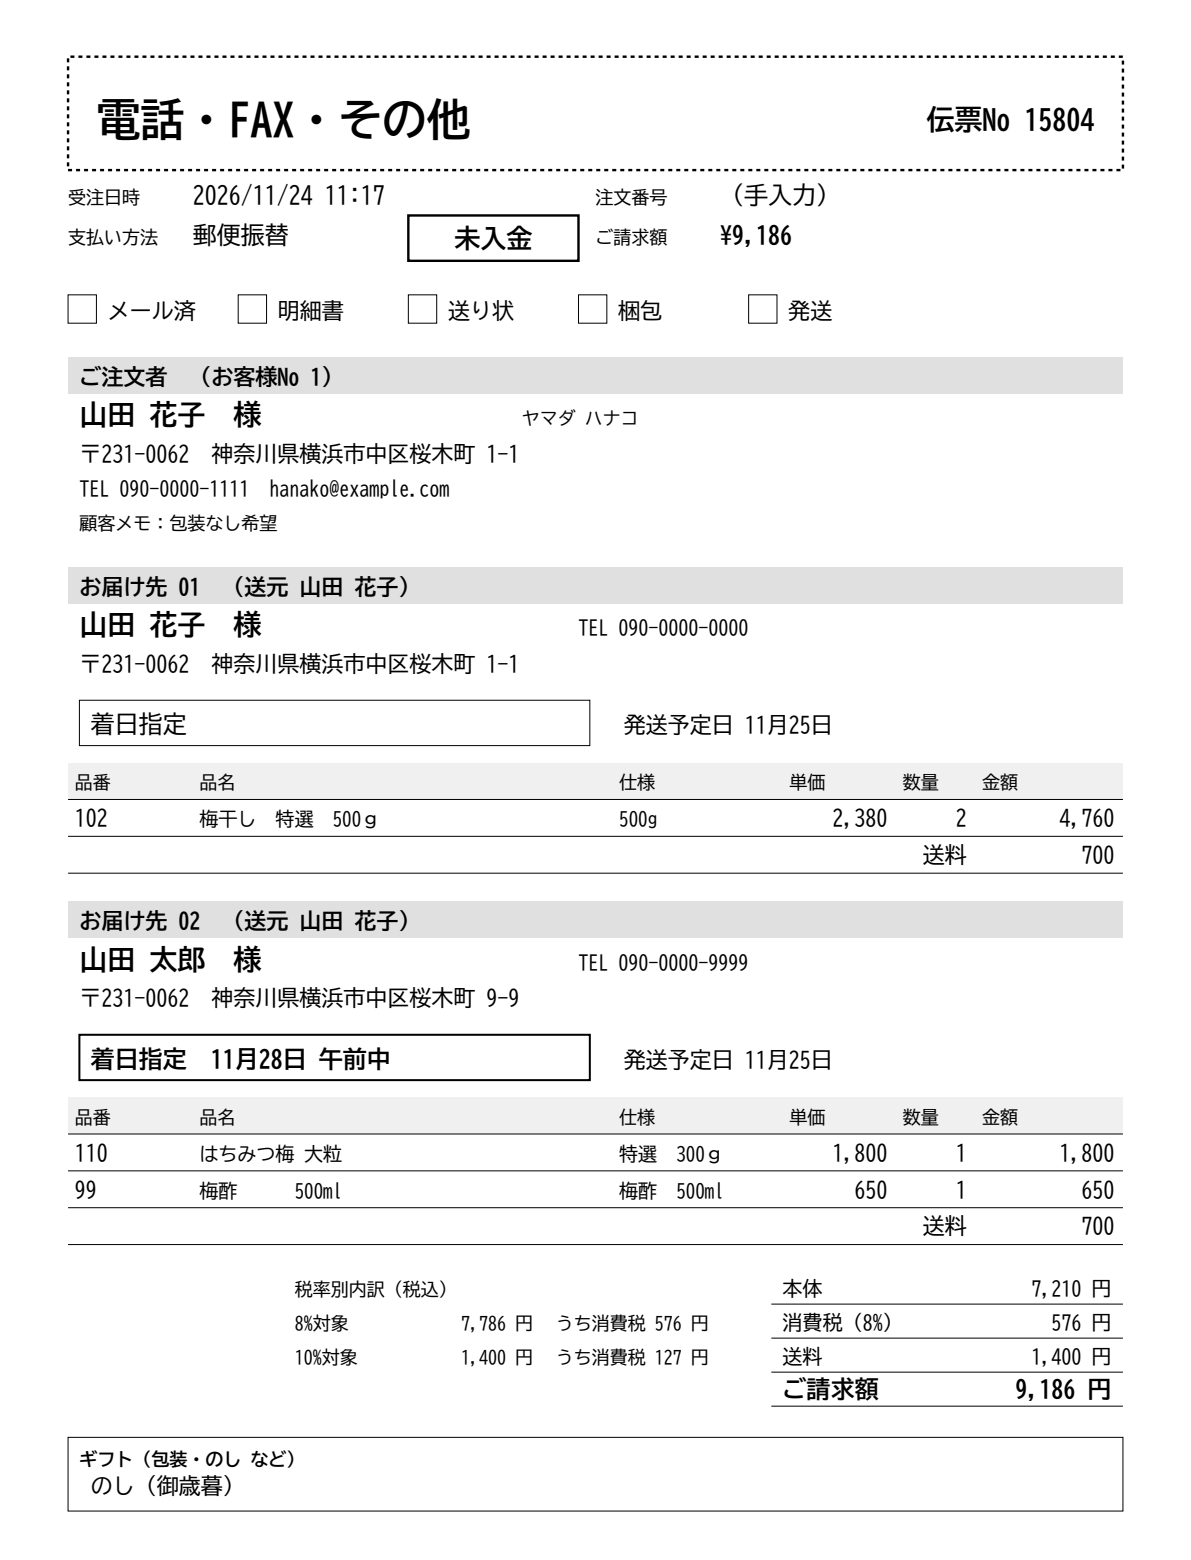 電話・FAX・その他 伝票No 15804
受注日時 2026/11/24 11:17 注文番号 （手入力）
支払い方法 郵便振替 未入金 ご請求額 ¥9,186
メール済 明細書 送り状 梱包 発送
ご注文者 （お客様No 1）
山田 花子 様 ヤマダ ハナコ
〒231-0062 神奈川県横浜市中区桜木町 1-1
TEL 090-0000-1111 hanako@example.com
顧客メモ：包装なし希望
お届け先 01 （送元 山田 花子）
山田 花子 様 TEL 090-0000-0000
〒231-0062 神奈川県横浜市中区桜木町 1-1
着日指定 発送予定日 11月25日
品番 品名 仕様 単価 数量 金額
102 梅干し 特選 500ｇ 500g 2,380 2 4,760
送料 700
お届け先 02 （送元 山田 花子）
山田 太郎 様 TEL 090-0000-9999
〒231-0062 神奈川県横浜市中区桜木町 9-9
着日指定 11月28日 午前中 発送予定日 11月25日
品番 品名 仕様 単価 数量 金額
110 はちみつ梅 大粒 特選 300ｇ 1,800 1 1,800
99 梅酢 500ml 梅酢 500ml 650 1 650
送料 700
税率別内訳（税込） 本体 7,210 円
8%対象 7,786 円 うち消費税 576 円 消費税（8%） 576 円
10%対象 1,400 円 うち消費税 127 円 送料 1,400 円
ご請求額 9,186 円
ギフト（包装・のし など）
のし（御歳暮）